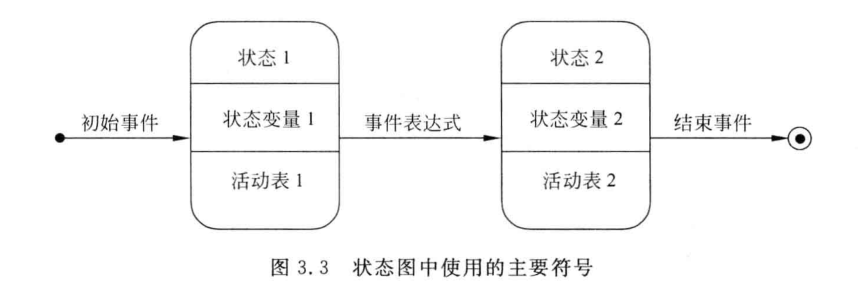 状态 1
状态 2
初始事件
状态变量 1
事件表达式
状态变量 2
结束事件
活动表 1
活动表 2
图 3.3 状态图中使用的主要符号